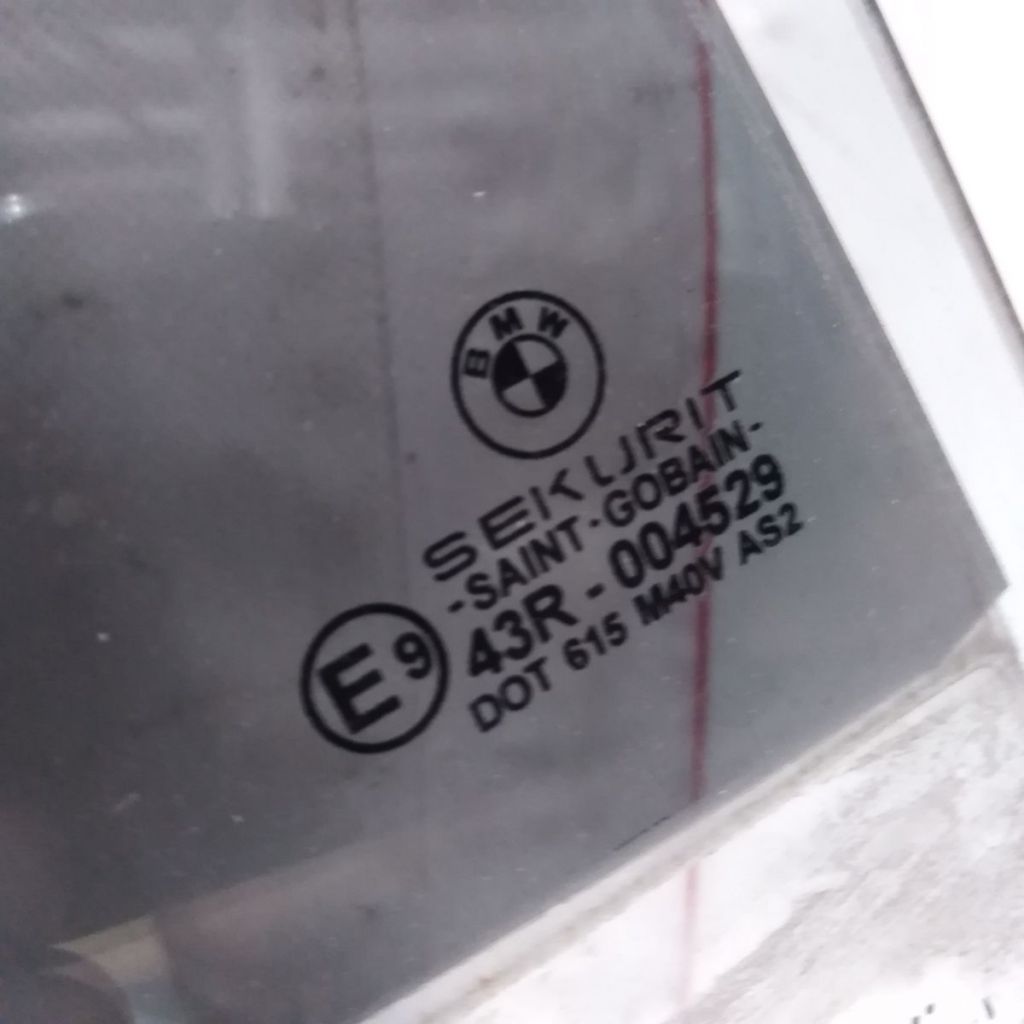 BMW
SEKURIT
-SAINT-GOBAIN-
E9 43R-004529
DOT 615 M40V AS2